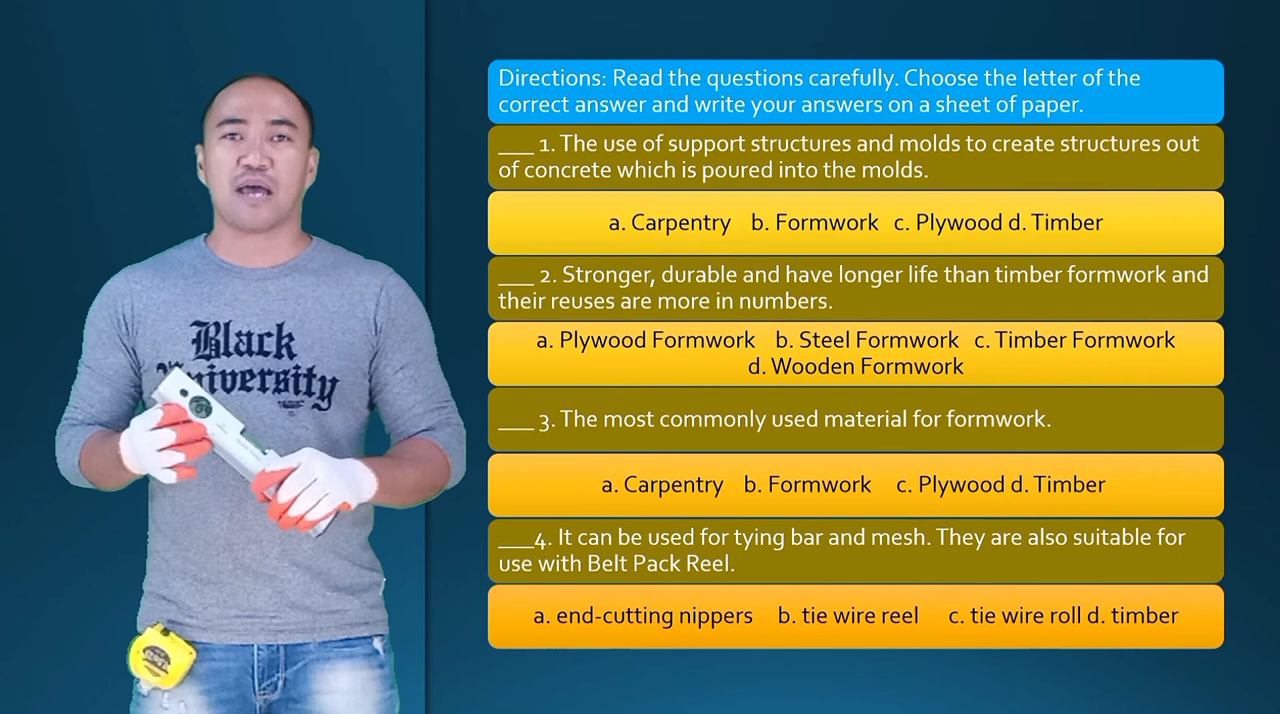 Directions: Read the questions carefully. Choose the letter of the
correct answer and write your answers on a sheet of paper.
___ 1. The use of support structures and molds to create structures out
of concrete which is poured into the molds.
a. Carpentry b. Formwork c. Plywood d. Timber
___ 2. Stronger, durable and have longer life than timber formwork and
their reuses are more in numbers.
a. Plywood Formwork b. Steel Formwork c. Timber Formwork
d. Wooden Formwork
___ 3. The most commonly used material for formwork.
a. Carpentry b. Formwork c. Plywood d. Timber
___4. It can be used for tying bar and mesh. They are also suitable for
use with Belt Pack Reel.
a. end-cutting nippers b. tie wire reel c. tie wire roll d. timber
Black
University